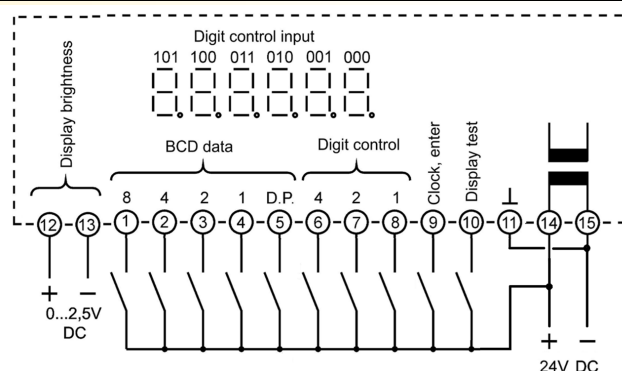 Digit control input
101 100 011 010 001 000
Display brightness
BCD data
Digit control
Clock, enter
Display test
8 4 2 1 D.P. 4 2 1
12 13 1 2 3 4 5 6 7 8 9 10 11 14 15
+ −
0...2,5V
DC
+ −
24V DC